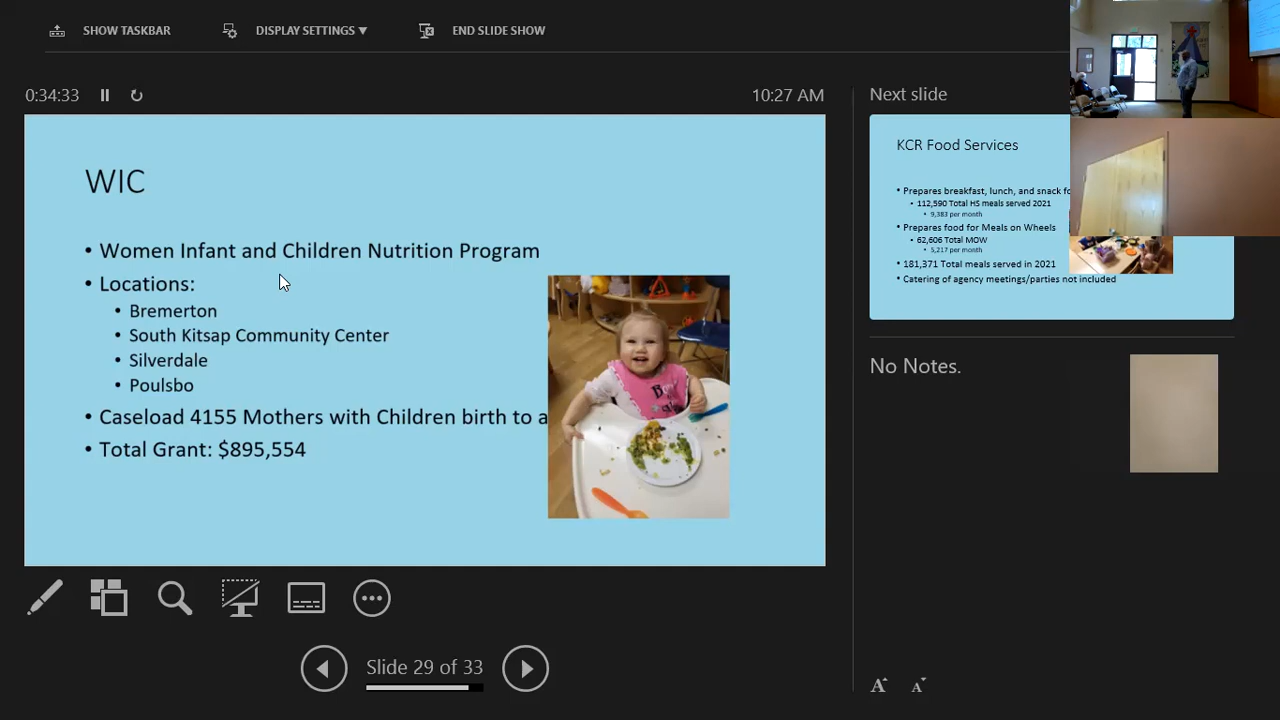 SHOW TASKBAR
DISPLAY SETTINGS
END SLIDE SHOW
0:34:33
10:27 AM
WIC
• Women Infant and Children Nutrition Program
• Locations:
• Bremerton
• South Kitsap Community Center
• Silverdale
• Poulsbo
• Caseload 4155 Mothers with Children birth to a
• Total Grant: $895,554
Slide 29 of 33
Next slide
KCR Food Services
• Prepares breakfast, lunch, and snack fo
• 112,590 Total HS meals served 2021
• 9,383 per month
• Prepares food for Meals on Wheels
• 62,606 Total MOW
• 5,217 per month
• 181,371 Total meals served in 2021
• Catering of agency meetings/parties not included
No Notes.
A A